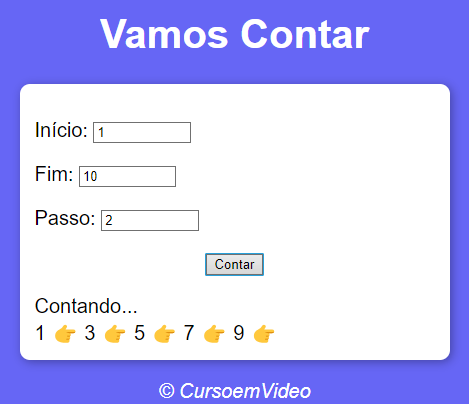 Vamos Contar
Início: 1
Fim: 10
Passo: 2
Contar
Contando...
1 👉 3 👉 5 👉 7 👉 9 👉
© CursoemVideo